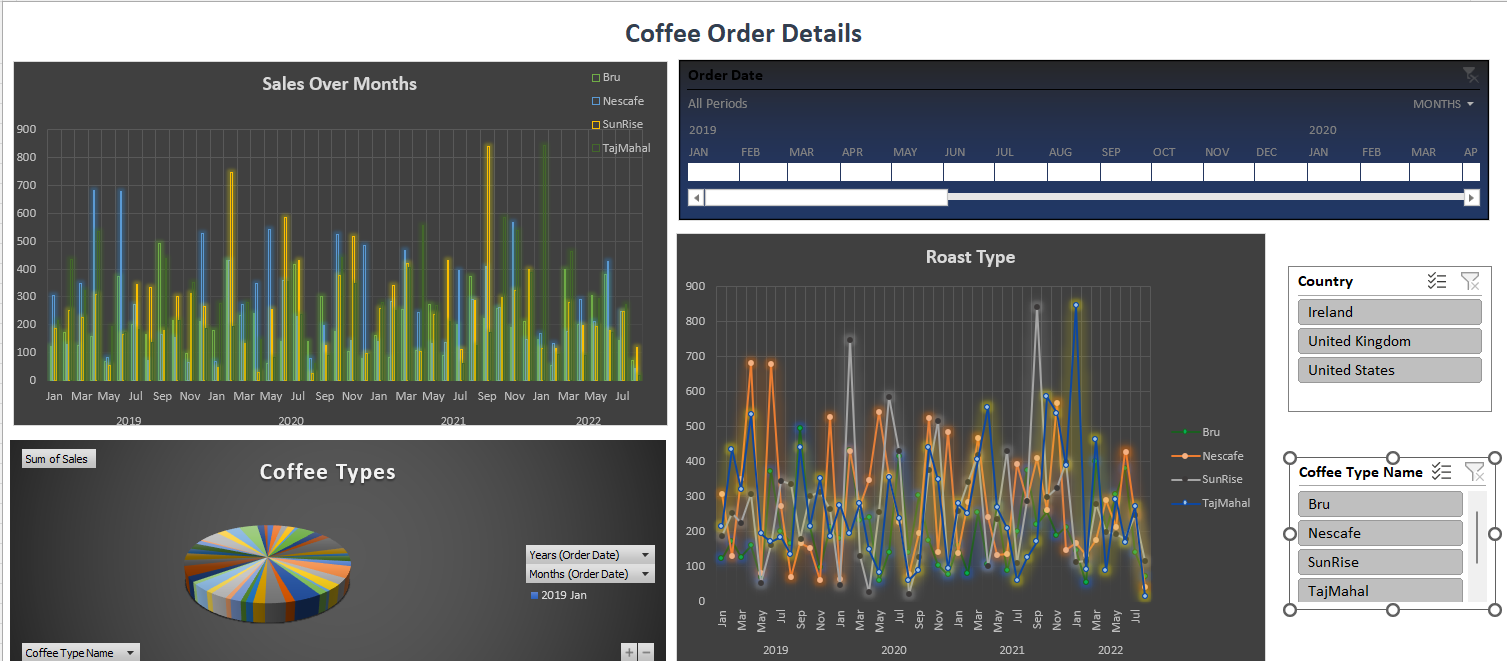 Coffee Order Details
Sales Over Months
Bru
Nescafe
SunRise
TajMahal
900
800
700
600
500
400
300
200
100
0
Jan Mar May Jul Sep Nov Jan Mar May Jul Sep Nov Jan Mar May Jul Sep Nov Jan Mar May Jul
2019 2020 2021 2022
Order Date
All Periods MONTHS
2019 2020
JAN FEB MAR APR MAY JUN JUL AUG SEP OCT NOV DEC JAN FEB MAR AP
Roast Type
900
800
700
600
500
400
300
200
100
0
Jan Mar May Jul Sep Nov Jan Mar May Jul Sep Nov Jan Mar May Jul Sep Nov Jan Mar May Jul
2019 2020 2021 2022
Bru
Nescafe
SunRise
TajMahal
Country
Ireland
United Kingdom
United States
Coffee Type Name
Bru
Nescafe
SunRise
TajMahal
Sum of Sales
Coffee Types
Years (Order Date)
Months (Order Date)
2019 Jan
Coffee Type Name